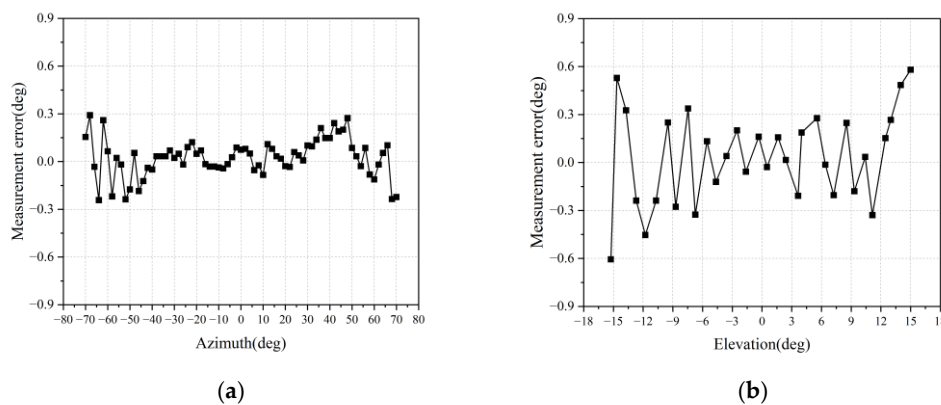 0.9
0.6
0.3
0.0
−0.3
−0.6
−0.9
Measurement error(deg)
−80 −70 −60 −50 −40 −30 −20 −10 0 10 20 30 40 50 60 70 80
Azimuth(deg)
(a)
0.9
0.6
0.3
0.0
−0.3
−0.6
−0.9
Measurement error(deg)
−18 −15 −12 −9 −6 −3 0 3 6 9 12 15
Elevation(deg)
(b)